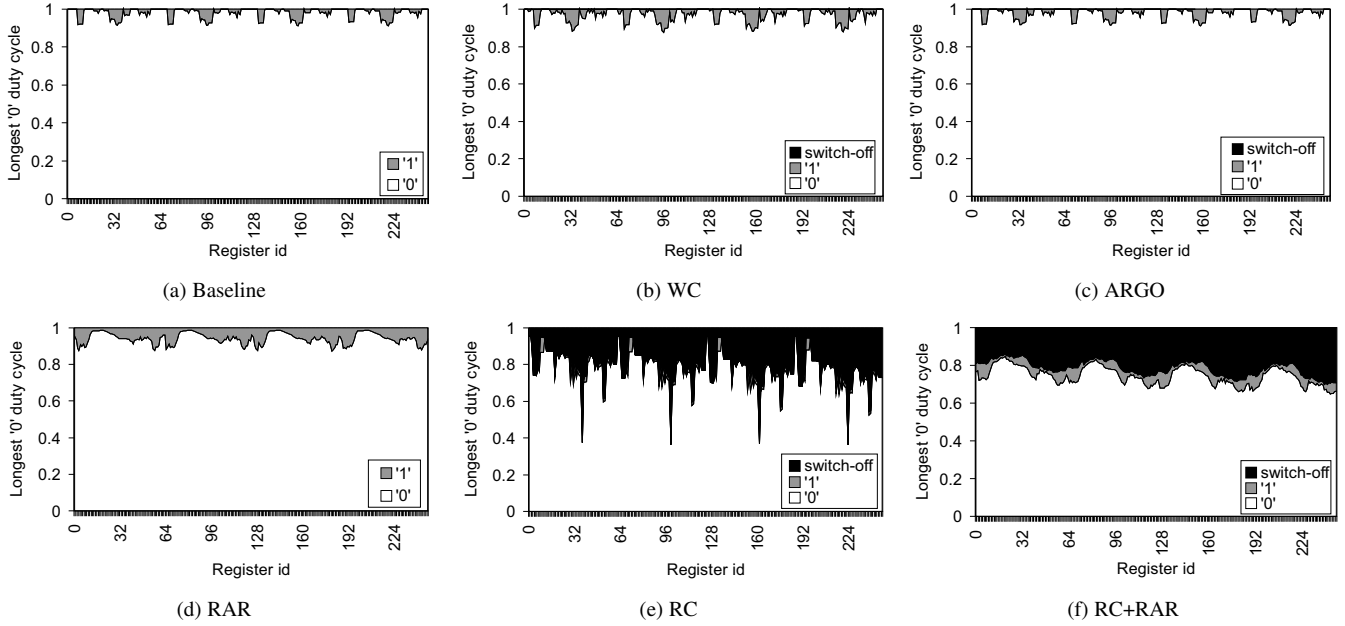 Longest '0' duty cycle
1
0.8
0.6
0.4
0.2
0
'1'
'0'
0 32 64 96 128 160 192 224
Register id
(a) Baseline
Longest '0' duty cycle
1
0.8
0.6
0.4
0.2
0
switch-off
'1'
'0'
0 32 64 96 128 160 192 224
Register id
(b) WC
Longest '0' duty cycle
1
0.8
0.6
0.4
0.2
0
switch-off
'1'
'0'
0 32 64 96 128 160 192 224
Register id
(c) ARGO
Longest '0' duty cycle
1
0.8
0.6
0.4
0.2
0
'1'
'0'
0 32 64 96 128 160 192 224
Register id
(d) RAR
Longest '0' duty cycle
1
0.8
0.6
0.4
0.2
0
switch-off
'1'
'0'
0 32 64 96 128 160 192 224
Register id
(e) RC
Longest '0' duty cycle
1
0.8
0.6
0.4
0.2
0
switch-off
'1'
'0'
0 32 64 96 128 160 192 224
Register id
(f) RC+RAR